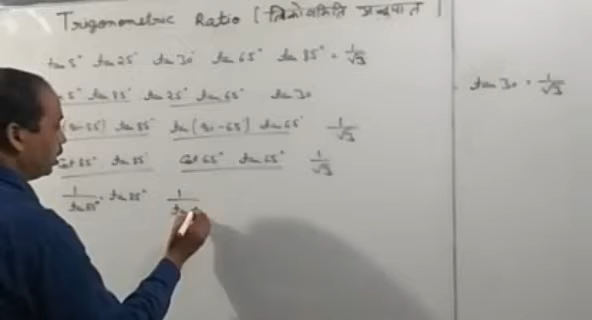 Trigonometric Ratio [ त्रिकोणमिति अनुपात ]
tan 5° tan 25° tan 30° tan 65° tan 85° = 1/√3
5° tan 85° tan 25° tan 65° tan 30
(90-85) tan 85° tan (90-65) tan 65° 1/√3
Cot 85° tan 85° Cot 65° tan 65° 1/√3
1/tan 85° · tan 85° 1/tan
tan 30 = 1/√3